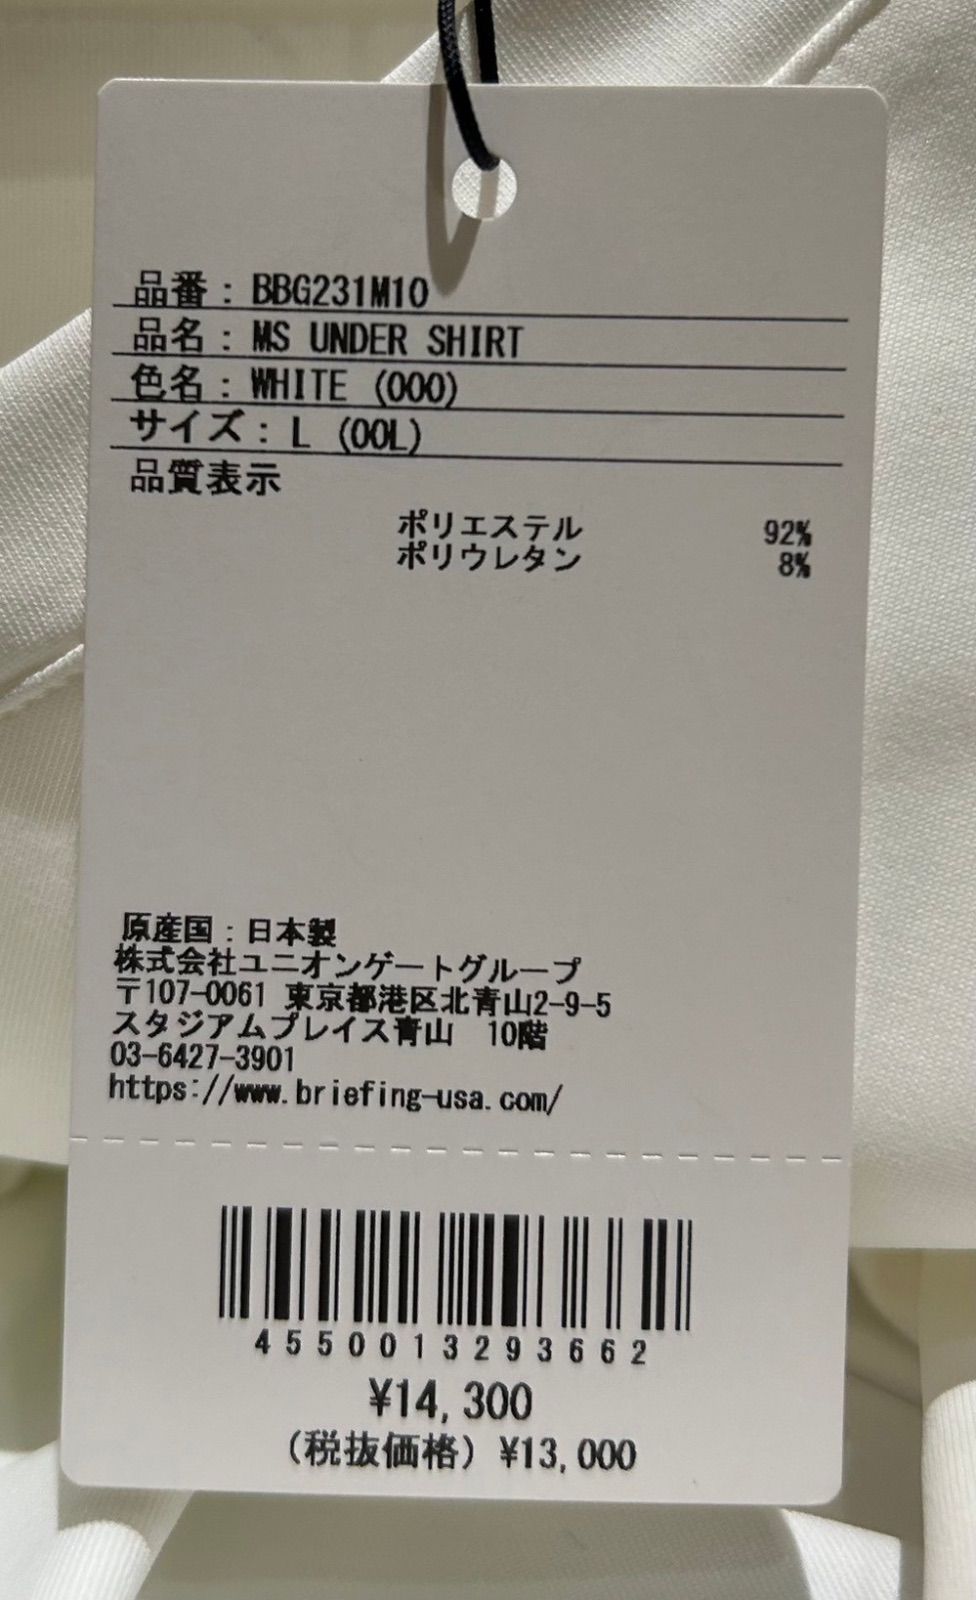 品番：BBG231M10
品名：MS UNDER SHIRT
色名：WHITE (000)
サイズ：L (00L)
品質表示
ポリエステル 92%
ポリウレタン 8%
原産国：日本製
株式会社ユニオンゲートグループ
〒107-0061 東京都港区北青山2-9-5
スタジアムプレイス青山　10階
03-6427-3901
https://www.briefing-usa.com/
4550013293662
¥14,300
(税抜価格) ¥13,000